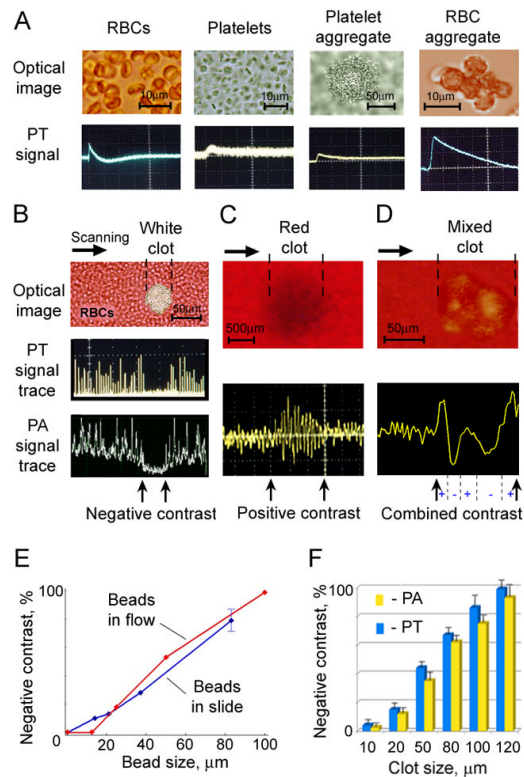 A
RBCs
Platelets
Platelet
aggregate
RBC
aggregate
Optical
image
10µm
10µm
50µm
10µm
PT
signal
B
Scanning
White
clot
C
Red
clot
D
Mixed
clot
Optical
image
RBCs
50µm
500µm
50µm
PT
signal
trace
PA
signal
trace
+ - + - +
Negative contrast
Positive contrast
Combined contrast
E
Negative contrast, %
100
0
Beads
in flow
Beads
in slide
0 20 40 60 80 100
Bead size, µm
F
Negative contrast, %
100
0
- PA
- PT
10 20 50 80 100 120
Clot size, µm